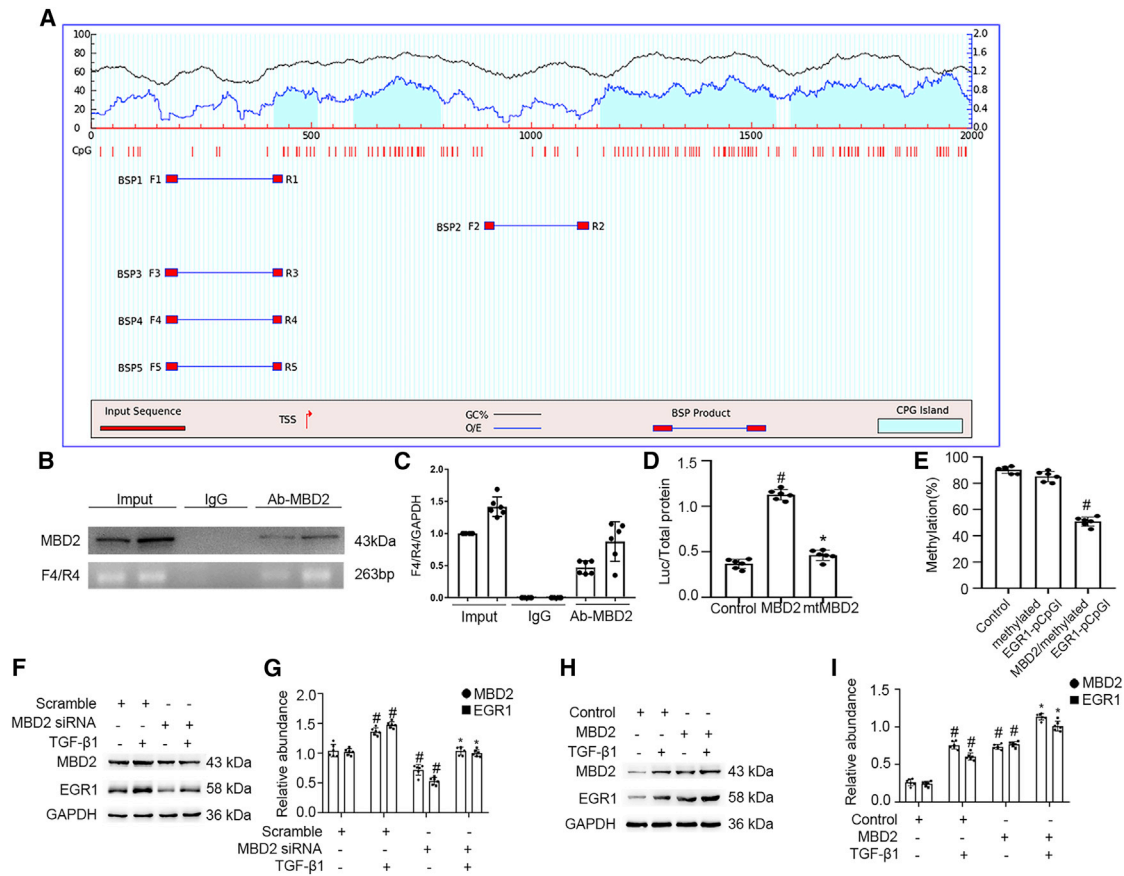 A
100
80
60
40
20
0
2.0
1.6
1.2
0.8
0.4
0.0
0 500 1000 1500 2000
CpG
BSP1 F1 R1
BSP2 F2 R2
BSP3 F3 R3
BSP4 F4 R4
BSP5 F5 R5
Input Sequence
TSS
GC%
O/E
BSP Product
CPG Island
B
Imput IgG Ab-MBD2
MBD2 43kDa
F4/R4 263bp
C
F4/R4/GAPDH
2.0
1.5
1.0
0.5
0.0
Imput IgG Ab-MBD2
D
Luc/Total protein
1.5
1.0
0.5
0.0
#
*
Control MBD2 mtMBD2
E
Methylation(%)
100
80
60
40
20
0
#
Control
methylated
EGR1-pCpGI
MBD2/methylated
EGR1-pCpGI
F
Scramble + + - -
MBD2 siRNA - - + +
TGF-β1 - + - +
MBD2 43 kDa
EGR1 58 kDa
GAPDH 36 kDa
G
Relative abundance
2.0
1.5
1.0
0.5
0.0
MBD2
EGR1
# #
# #
* *
Scramble + + - -
MBD2 siRNA - - + +
TGF-β1 - + - +
H
Control + + - -
MBD2 - - + +
TGF-β1 - + - +
MBD2 43 kDa
EGR1 58 kDa
GAPDH 36 kDa
I
Relative abundance
1.5
1.0
0.5
0.0
MBD2
EGR1
# #
# #
* *
Control + + - -
MBD2 - - + +
TGF-β1 - + - +